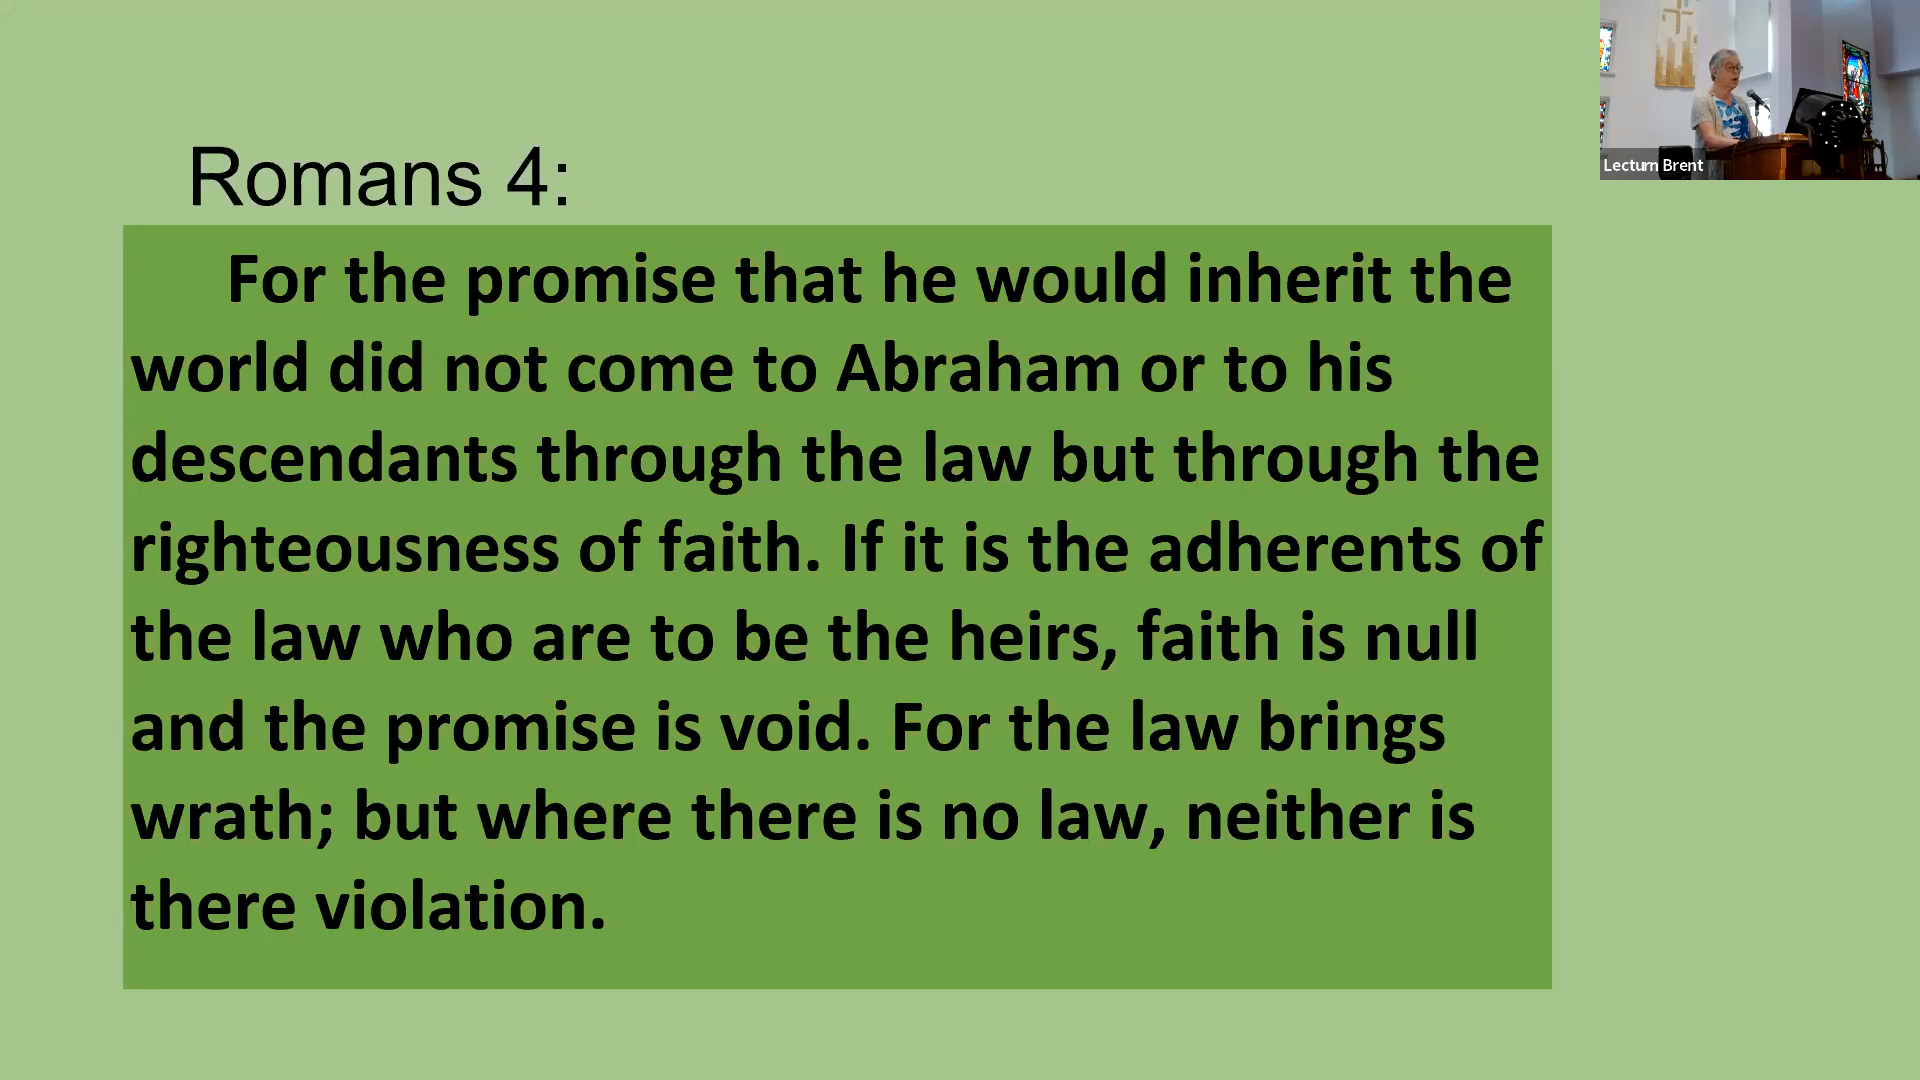 Romans 4:
For the promise that he would inherit the
world did not come to Abraham or to his
descendants through the law but through the
righteousness of faith. If it is the adherents of
the law who are to be the heirs, faith is null
and the promise is void. For the law brings
wrath; but where there is no law, neither is
there violation.
Lecturn Brent